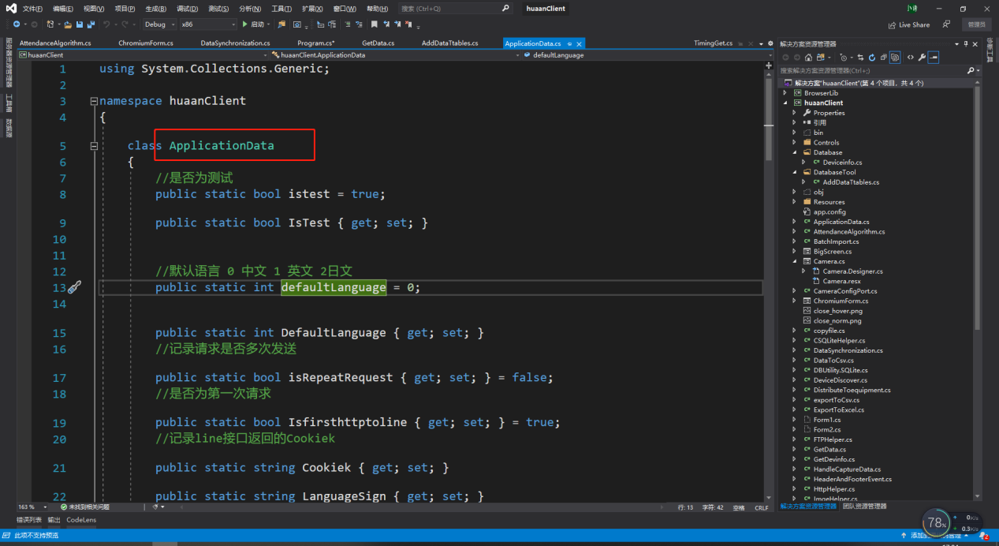 文件(F) 编辑(E) 视图(V) 项目(P) 生成(B) 调试(D) 测试(S) 分析(N) 工具(T) 扩展(X) 窗口(W) 帮助(H) 搜索 (Ctrl+Q) huaanClient
Debug x86 启动 Live Share 管理员
AttendanceAlgorithm.cs ChromiumForm.cs DataSynchronization.cs Program.cs* GetData.cs AddDataTtables.cs ApplicationData.cs TimingGet.cs
huaanClient huaanClient.ApplicationData defaultLanguage
服务器资源管理器
工具箱
数据源
1 using System.Collections.Generic;
2
3 namespace huaanClient
4 {
5 class ApplicationData
6 {
7 //是否为测试
8 public static bool istest = true;
9 public static bool IsTest { get; set; }
10
11
12 //默认语言 0 中文 1 英文 2日文
13 public static int defaultLanguage = 0;
14
15 public static int DefaultLanguage { get; set; }
16 //记录请求是否多次发送
17 public static bool isRepeatRequest { get; set; } = false;
18 //是否为第一次请求
19 public static bool Isfirsthttptoline { get; set; } = true;
20 //记录line接口返回的Cookiek
21 public static string Cookiek { get; set; }
22 public static string LanguageSign { get; set; }
163 % 未找到相关问题 行: 13 字符: 42 空格 CRLF
错误列表 输出 CodeLens
此项不支持预览
解决方案资源管理器
搜索解决方案资源管理器(Ctrl+;)
解决方案"huaanClient"(第 4 个项目, 共 4 个)
BrowserLib
huaanClient
Properties
引用
bin
Controls
Database
Deviceinfo.cs
DatabaseTool
AddDataTtables.cs
obj
Resources
app.config
ApplicationData.cs
AttendanceAlgorithm.cs
BatchImport.cs
BigScreen.cs
Camera.cs
Camera.Designer.cs
Camera.resx
CameraConfigPort.cs
ChromiumForm.cs
close_hover.png
close_norm.png
copyfile.cs
CSQLiteHelper.cs
DataSynchronization.cs
DataToCsv.cs
DBUtility.SQLite.cs
DeviceDiscover.cs
DistributeToequipment.cs
exportToCsv.cs
ExportToExcel.cs
Form1.cs
Form2.cs
FTPHelper.cs
GetData.cs
GetDevinfo.cs
HandleCaptureData.cs
HeaderAndFooterEvent.cs
HttpHelper.cs
ImgeHelper.cs
解决方案资源管理器 团队资源管理器
78%
0K/s
0.3K/s
2